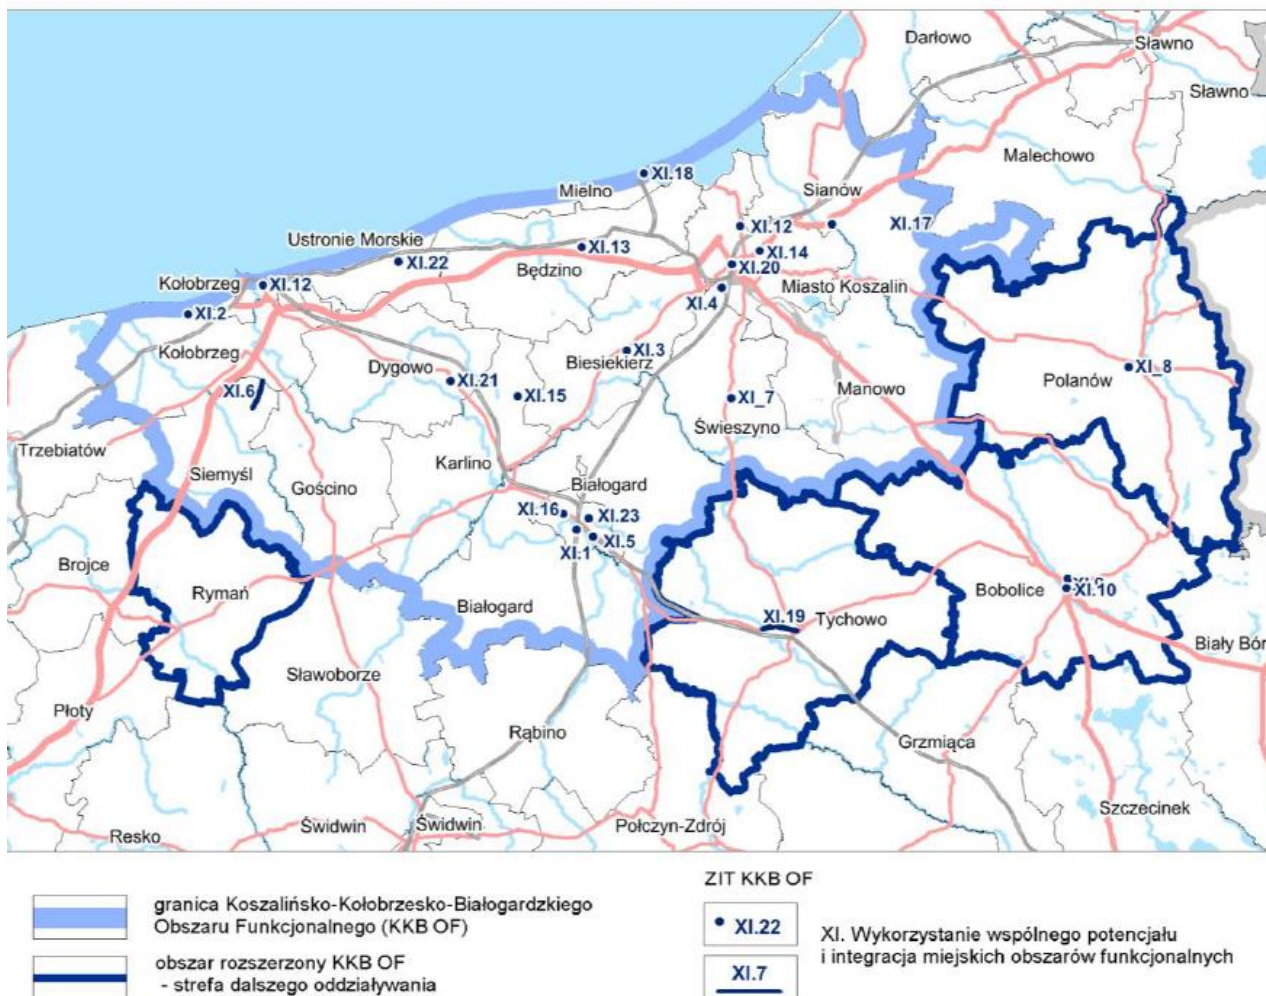 Darłowo
Sławno
Sławno
Malechowo
XI.18
Mielno
Sianów
XI.12
XI.17
Ustronie Morskie
XI.13
XI.14
XI.22
Będzino
XI.20
Kołobrzeg
XI.12
Miasto Koszalin
XI.4
XI.2
Kołobrzeg
XI.3
Biesiekierz
Dygowo
XI_8
XI.21
Polanów
XI.6
XI.15
Manowo
XI_7
Świeszyno
Trzebiatów
Karlino
Siemyśl
Gościno
Białogard
XI.16
XI.23
XI.5
XI.1
Brojce
Rymań
Bobolice
XI.10
Białogard
XI.19
Tychowo
Biały Bór
Sławoborze
Płoty
Rąbino
Grzmiąca
Szczecinek
Resko
Świdwin
Świdwin
Połczyn-Zdrój
granica Koszalińsko-Kołobrzesko-Białogardzkiego
Obszaru Funkcjonalnego (KKB OF)
obszar rozszerzony KKB OF
- strefa dalszego oddziaływania
ZIT KKB OF
XI.22
XI.7
XI. Wykorzystanie wspólnego potencjału
i integracja miejskich obszarów funkcjonalnych